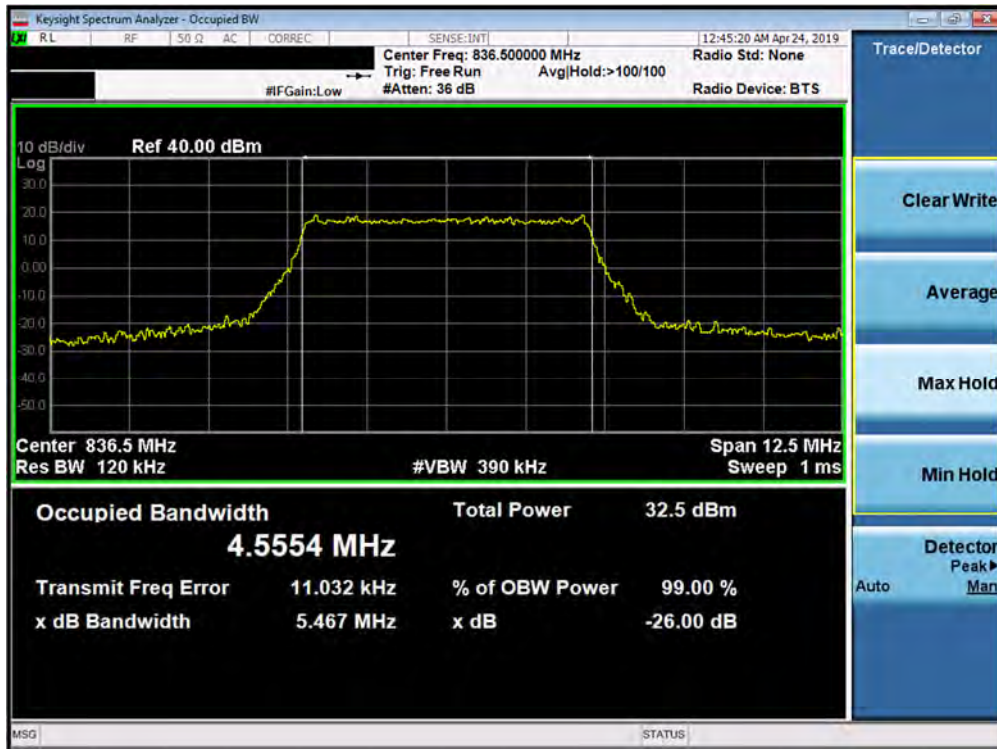 Keysight Spectrum Analyzer - Occupied BW
RL RF 50 Ω AC CORREC SENSE:INT 12:45:20 AM Apr 24, 2019
Center Freq: 836.500000 MHz Radio Std: None
Trig: Free Run Avg|Hold:>100/100
#IFGain:Low #Atten: 36 dB Radio Device: BTS
10 dB/div Ref 40.00 dBm
Log
30.0
20.0
10.0
0.00
-10.0
-20.0
-30.0
-40.0
-50.0
Center 836.5 MHz Span 12.5 MHz
Res BW 120 kHz #VBW 390 kHz Sweep 1 ms
Occupied Bandwidth Total Power 32.5 dBm
4.5554 MHz
Transmit Freq Error 11.032 kHz % of OBW Power 99.00 %
x dB Bandwidth 5.467 MHz x dB -26.00 dB
MSG STATUS
Trace/Detector
Clear Write
Average
Max Hold
Min Hold
Detector
Peak▶
Auto Man